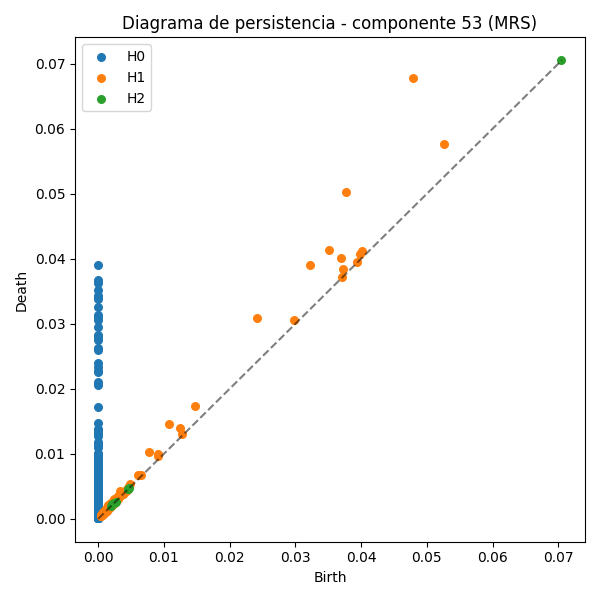 Diagrama de persistencia - componente 53 (MRS)
H0
H1
H2
Death
0.07
0.06
0.05
0.04
0.03
0.02
0.01
0.00
0.00 0.01 0.02 0.03 0.04 0.05 0.06 0.07
Birth